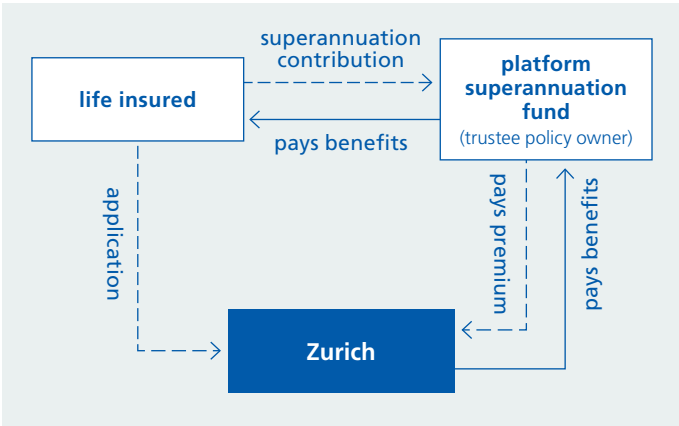 superannuation
contribution
life insured
platform
superannuation
fund
(trustee policy owner)
pays benefits
application
pays premium
pays benefits
Zurich